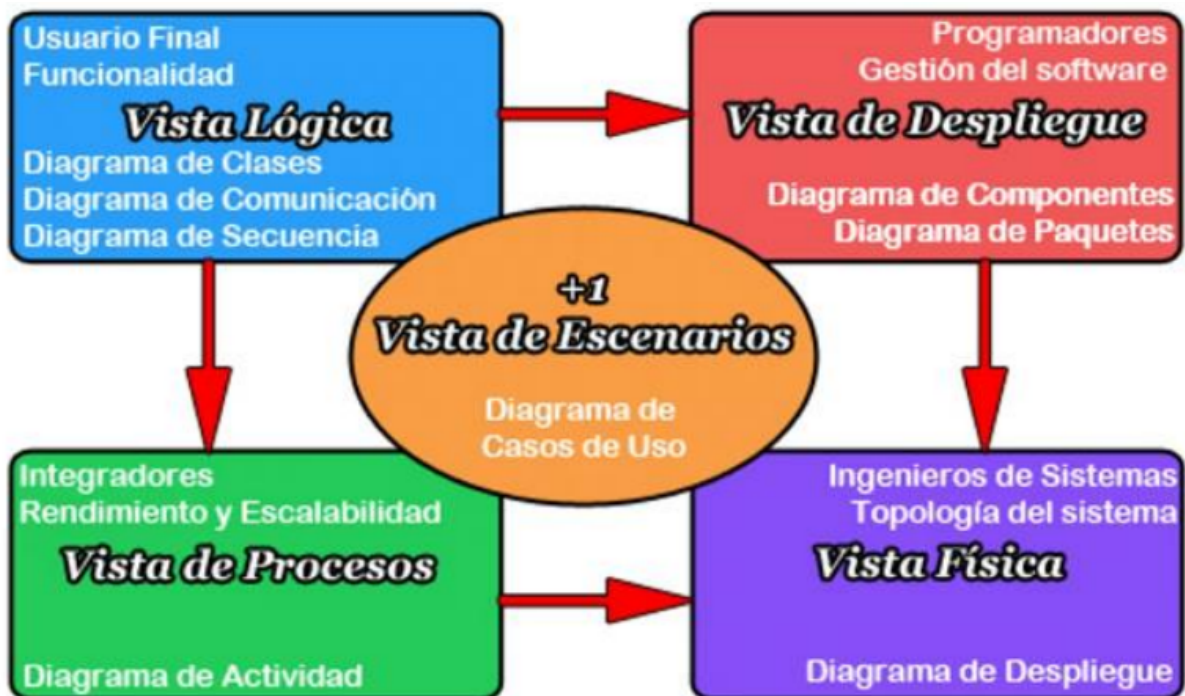 Usuario Final
Funcionalidad
Vista Lógica
Diagrama de Clases
Diagrama de Comunicación
Diagrama de Secuencia
Programadores
Gestión del software
Vista de Despliegue
Diagrama de Componentes
Diagrama de Paquetes
+1
Vista de Escenarios
Diagrama de
Casos de Uso
Integradores
Rendimiento y Escalabilidad
Vista de Procesos
Diagrama de Actividad
Ingenieros de Sistemas
Topología del sistema
Vista Física
Diagrama de Despliegue